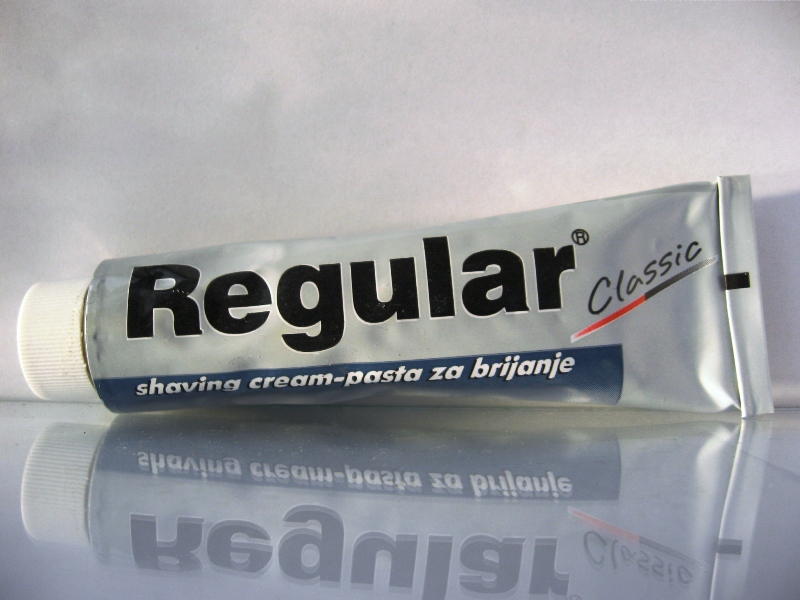 Regular®
Classic
shaving cream-pasta za brijanje